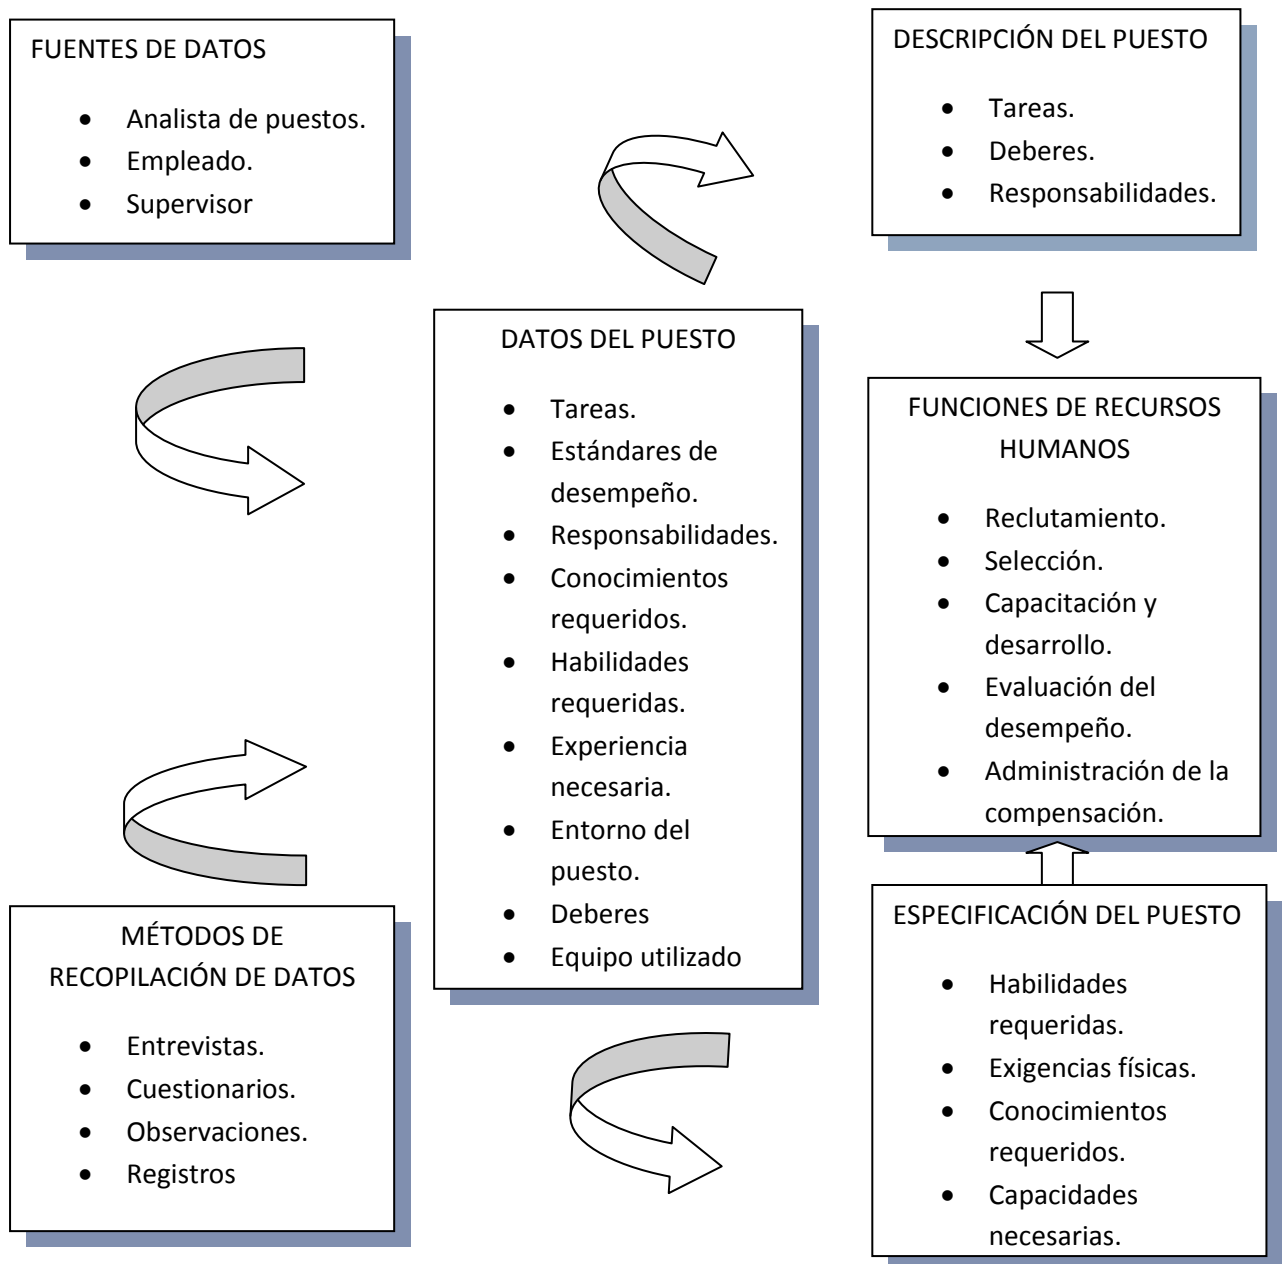 FUENTES DE DATOS
• Analista de puestos.
• Empleado.
• Supervisor
MÉTODOS DE
RECOPILACIÓN DE DATOS
• Entrevistas.
• Cuestionarios.
• Observaciones.
• Registros
DATOS DEL PUESTO
• Tareas.
• Estándares de
desempeño.
• Responsabilidades.
• Conocimientos
requeridos.
• Habilidades
requeridas.
• Experiencia
necesaria.
• Entorno del
puesto.
• Deberes
• Equipo utilizado
DESCRIPCIÓN DEL PUESTO
• Tareas.
• Deberes.
• Responsabilidades.
FUNCIONES DE RECURSOS
HUMANOS
• Reclutamiento.
• Selección.
• Capacitación y
desarrollo.
• Evaluación del
desempeño.
• Administración de la
compensación.
ESPECIFICACIÓN DEL PUESTO
• Habilidades
requeridas.
• Exigencias físicas.
• Conocimientos
requeridos.
• Capacidades
necesarias.